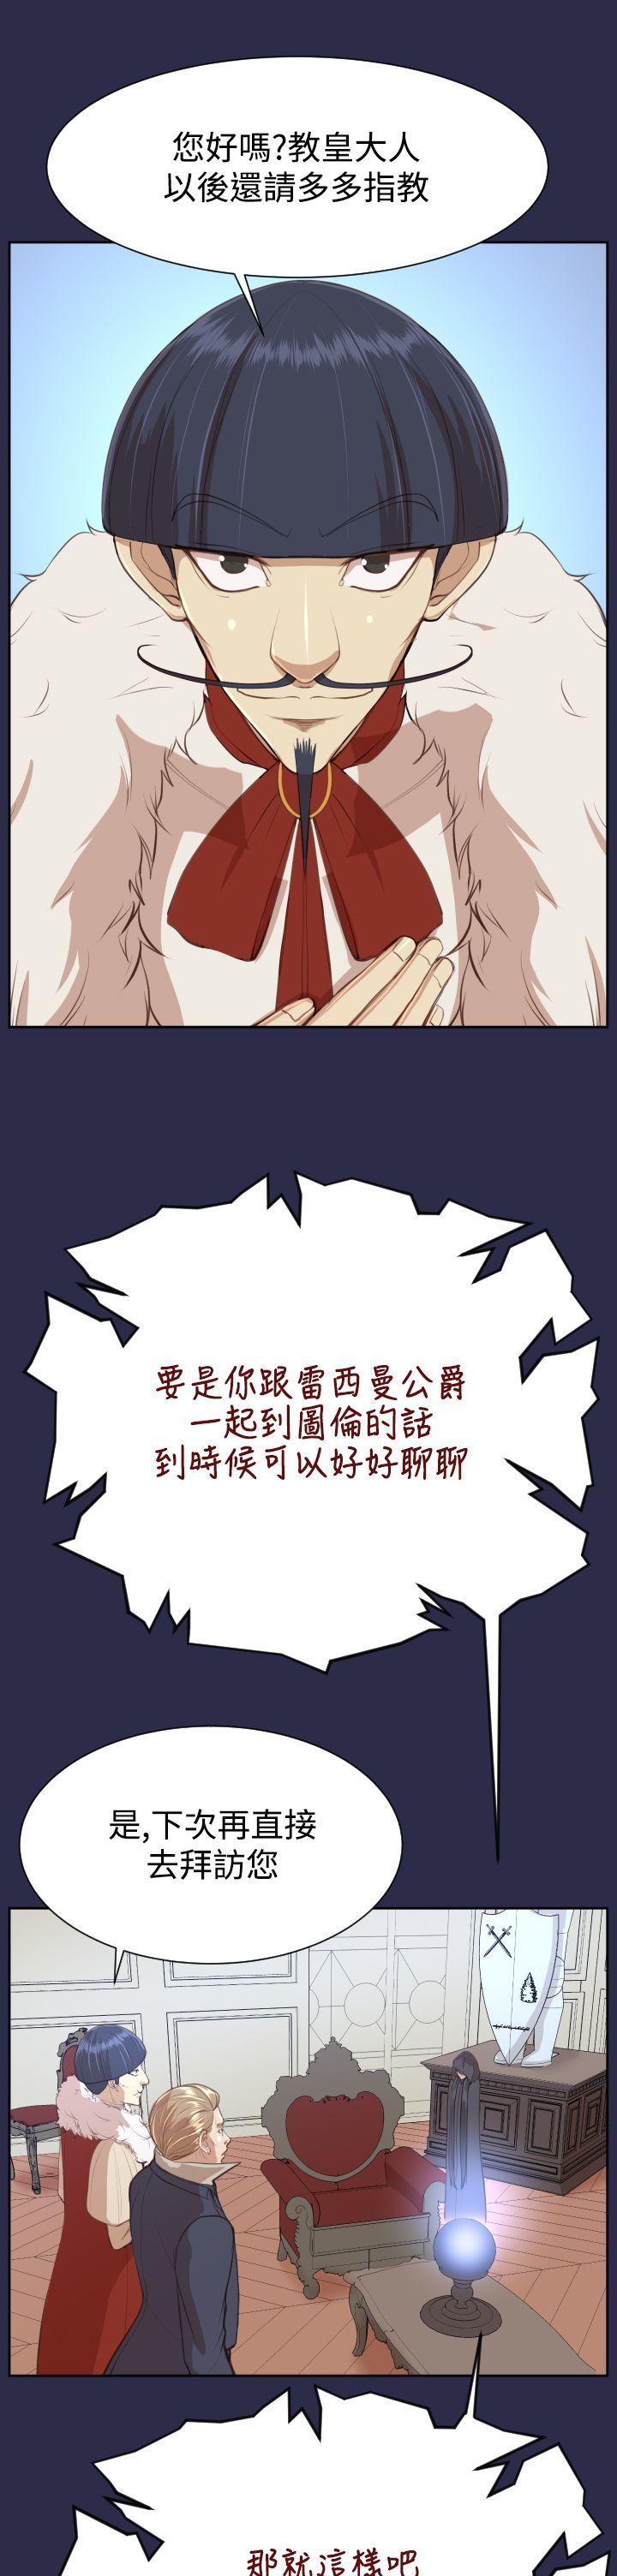 您好嗎?教皇大人
以後還請多多指教
要是你跟雷西曼公爵
一起到圖倫的話
到時候可以好好聊聊
是,下次再直接
去拜訪您
那就這樣吧